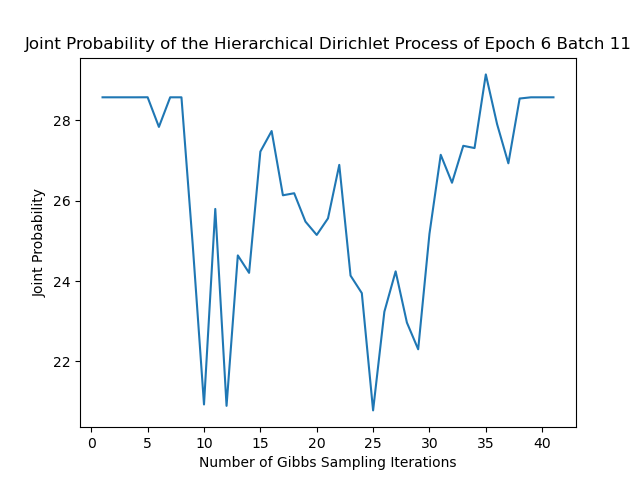 Joint Probability of the Hierarchical Dirichlet Process of Epoch 6 Batch 11
28
26
24
22
Joint Probability
0 5 10 15 20 25 30 35 40
Number of Gibbs Sampling Iterations